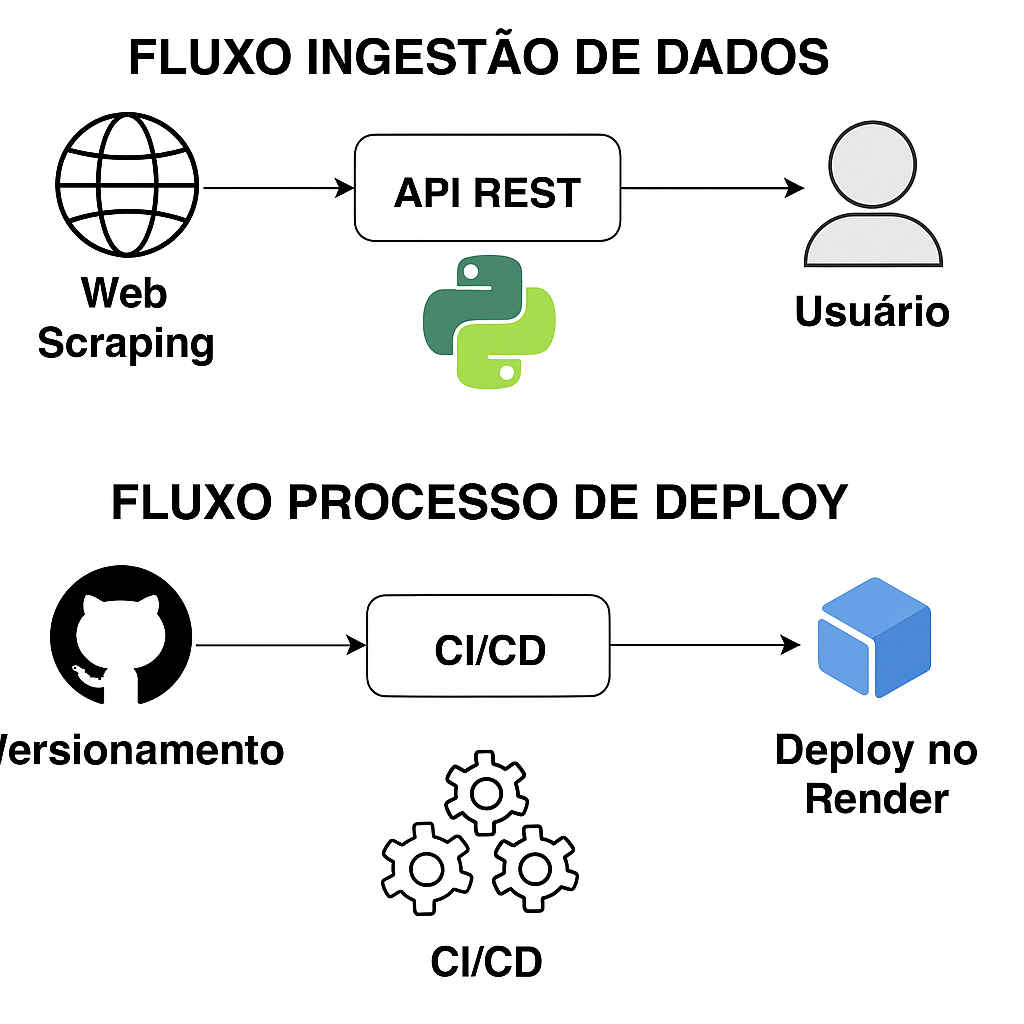 FLUXO INGESTÃO DE DADOS
API REST
Web
Scraping
Usuário
FLUXO PROCESSO DE DEPLOY
CI/CD
Versionamento
Deploy no
Render
CI/CD